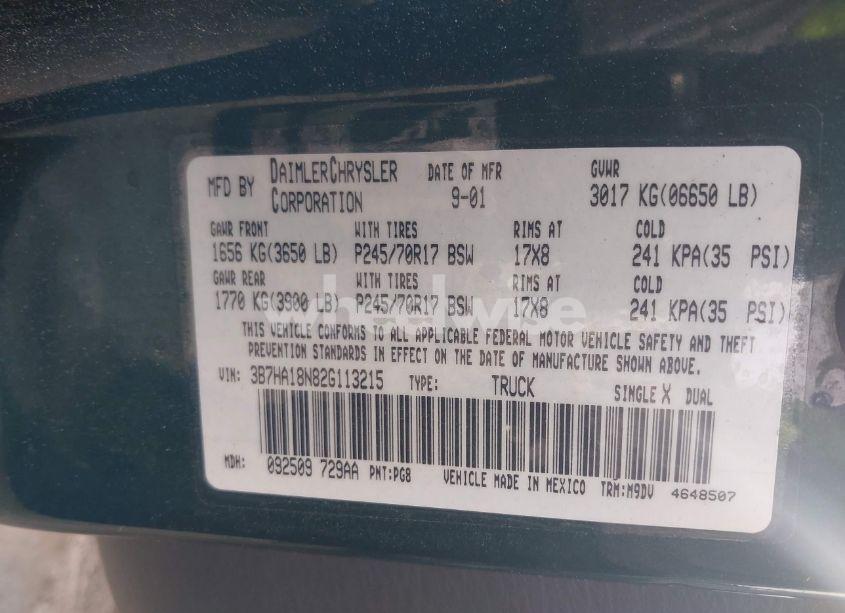 MFD BY DAIMLERCHRYSLER CORPORATION DATE OF MFR 9-01 GVWR 3017 KG(06650 LB)
GAWR FRONT WITH TIRES RIMS AT COLD
1656 KG(3650 LB) P245/70R17 BSW 17X8 241 KPA(35 PSI)
GAWR REAR WITH TIRES RIMS AT COLD
1770 KG(3900 LB) P245/70R17 BSW 17X8 241 KPA(35 PSI)
wheelwise
THIS VEHICLE CONFORMS TO ALL APPLICABLE FEDERAL MOTOR VEHICLE SAFETY AND THEFT
PREVENTION STANDARDS IN EFFECT ON THE DATE OF MANUFACTURE SHOWN ABOVE.
VIN: 3B7HA18N82G113215 TYPE: TRUCK SINGLE X DUAL
MDH: 092509 729AA PNT:PG8 VEHICLE MADE IN MEXICO TRM:M9DV 4648507